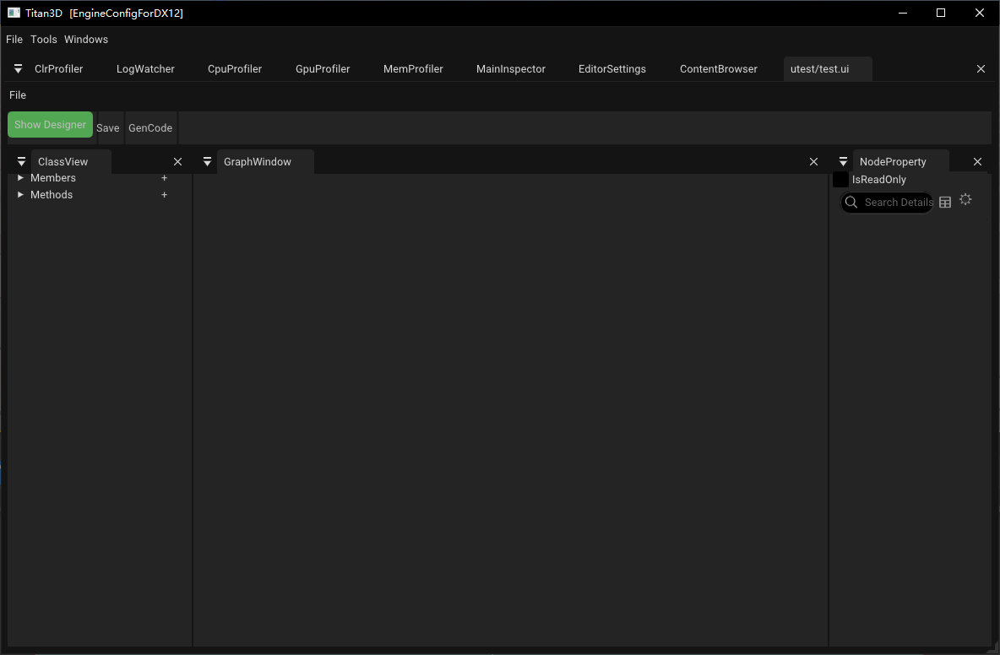 Titan3D [EngineConfigForDX12]
File Tools Windows
ClrProfiler LogWatcher CpuProfiler GpuProfiler MemProfiler MainInspector EditorSettings ContentBrowser utest/test.ui
File
Show Designer Save GenCode
ClassView GraphWindow NodeProperty
Members +
IsReadOnly
Methods +
Search Details